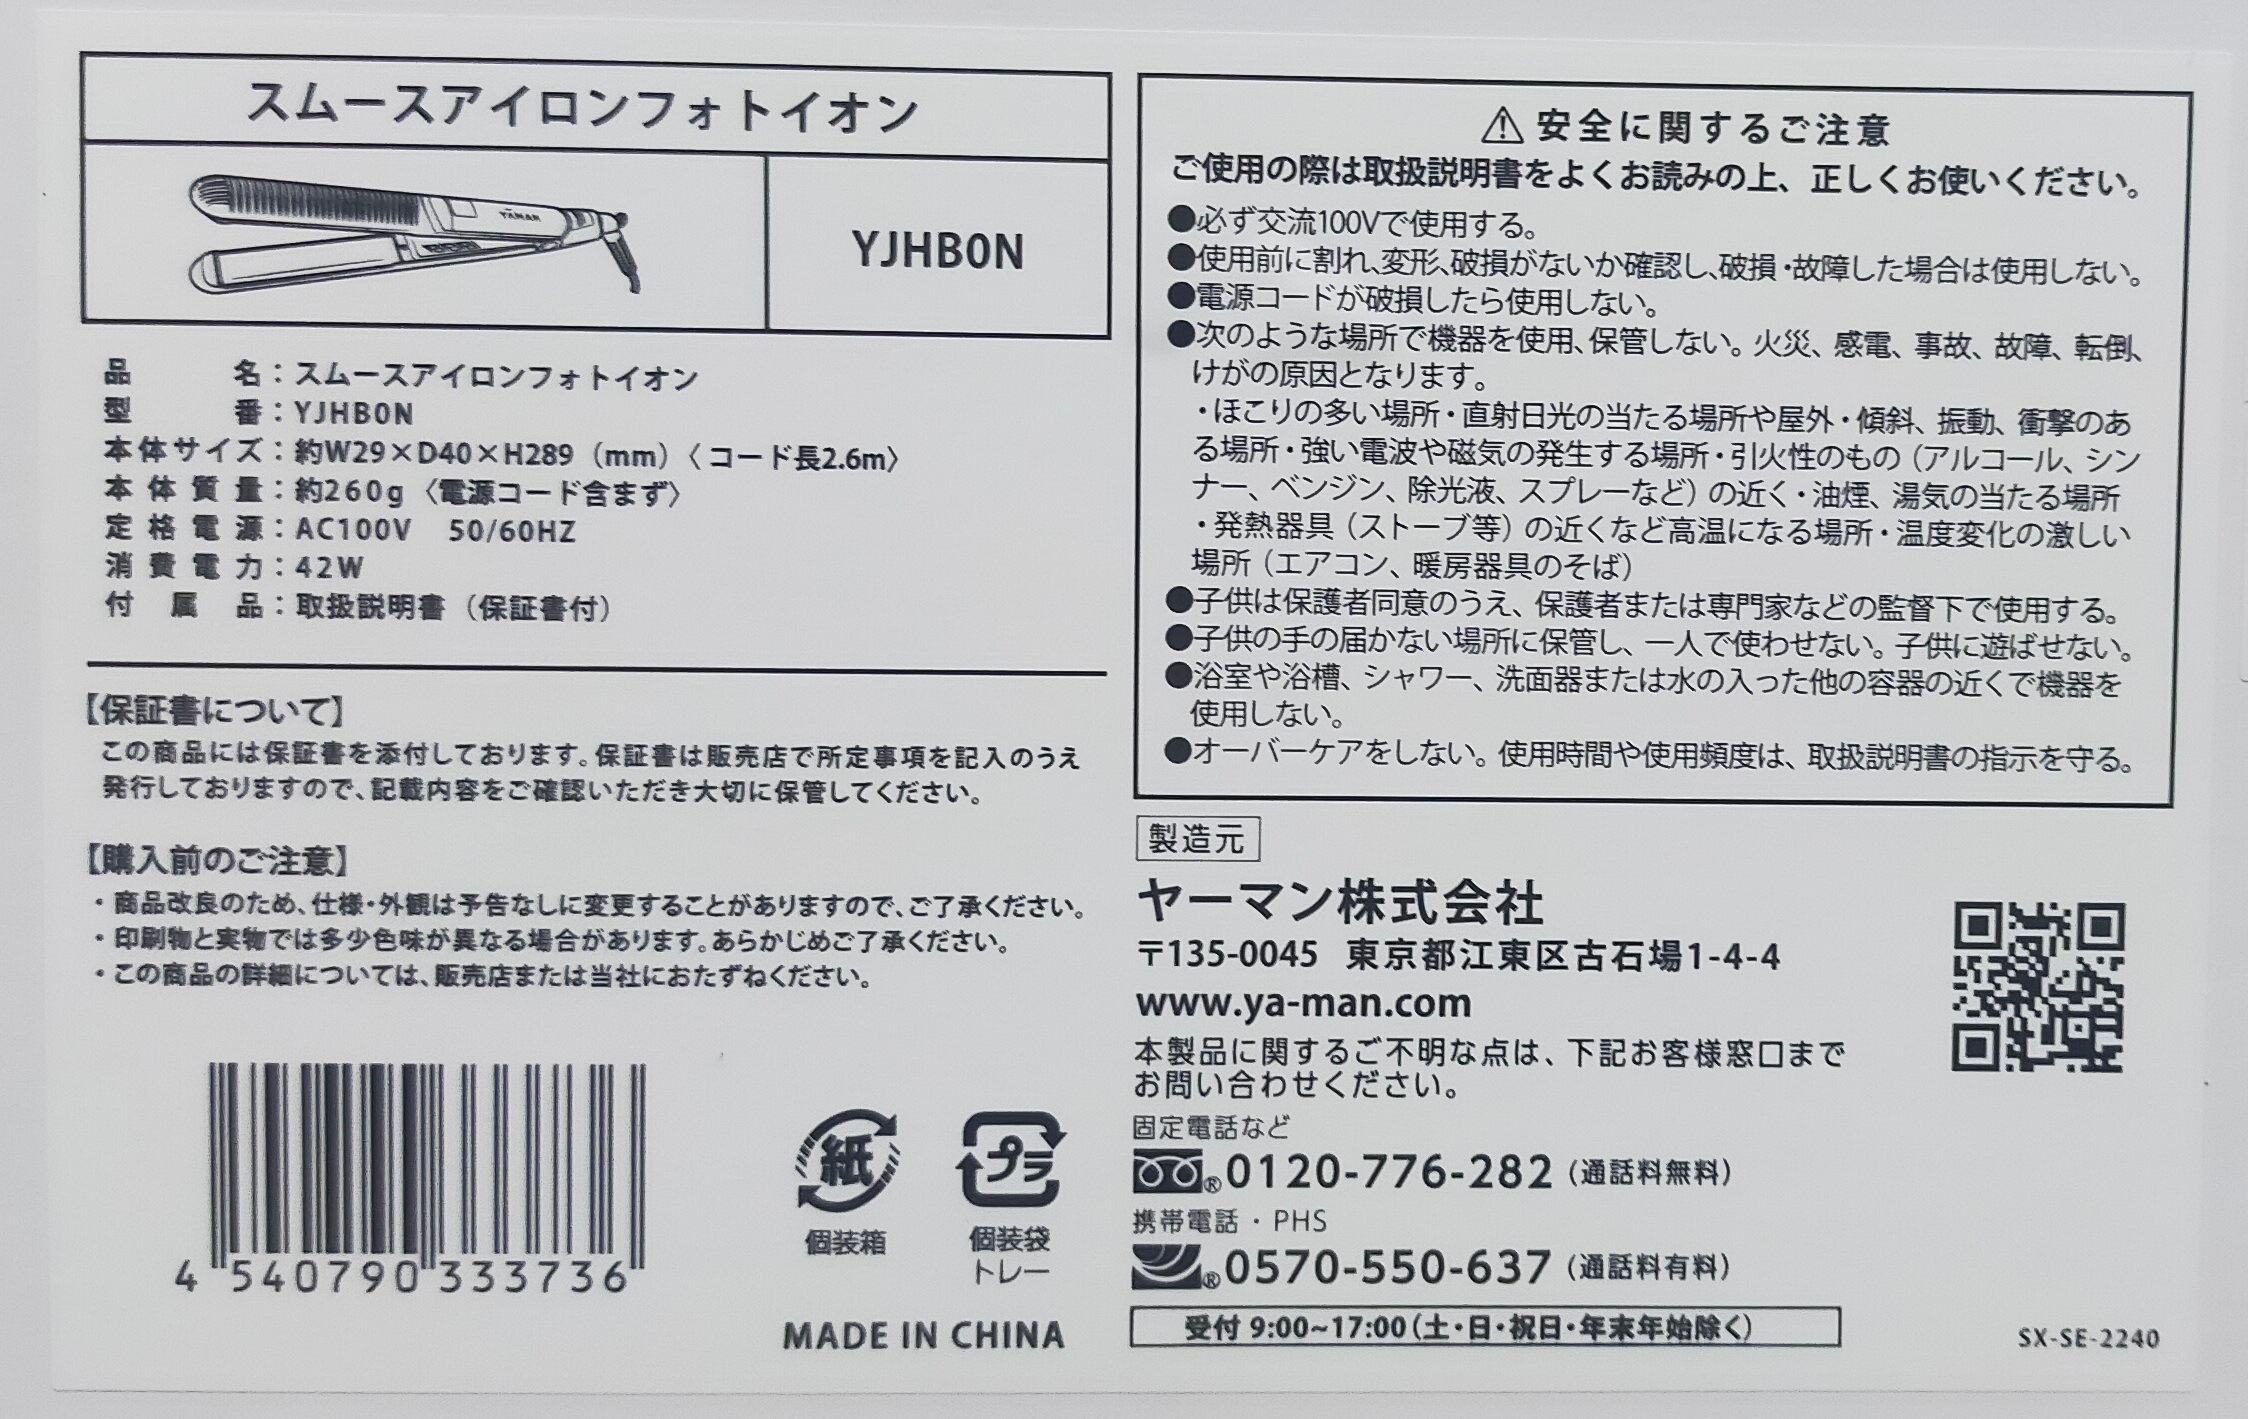 スムースアイロンフォトイオン
YAMAN
YJHB0N
品名：スムースアイロンフォトイオン
型番：YJHB0N
本体サイズ：約W29×D40×H289（mm）〈コード長2.6m〉
本体質量：約260g〈電源コード含まず〉
定格電源：AC100V 50/60HZ
消費電力：42W
付属品：取扱説明書（保証書付）
【保証書について】
この商品には保証書を添付しております。保証書は販売店で所定事項を記入のうえ
発行しておりますので、記載内容をご確認いただき大切に保管してください。
【購入前のご注意】
・商品改良のため、仕様・外観は予告なしに変更することがありますので、ご了承ください。
・印刷物と実物では多少色味が異なる場合があります。あらかじめご了承ください。
・この商品の詳細については、販売店または当社におたずねください。
4 540790 333736
紙
個装箱
プラ
個装袋
トレー
MADE IN CHINA
⚠安全に関するご注意
ご使用の際は取扱説明書をよくお読みの上、正しくお使いください。
●必ず交流100Vで使用する。
●使用前に割れ、変形、破損がないか確認し、破損・故障した場合は使用しない。
●電源コードが破損したら使用しない。
●次のような場所で機器を使用、保管しない。火災、感電、事故、故障、転倒、
けがの原因となります。
・ほこりの多い場所・直射日光の当たる場所や屋外・傾斜、振動、衝撃のあ
る場所・強い電波や磁気の発生する場所・引火性のもの（アルコール、シン
ナー、ベンジン、除光液、スプレーなど）の近く・油煙、湯気の当たる場所
・発熱器具（ストーブ等）の近くなど高温になる場所・温度変化の激しい
場所（エアコン、暖房器具のそば）
●子供は保護者同意のうえ、保護者または専門家などの監督下で使用する。
●子供の手の届かない場所に保管し、一人で使わせない。子供に遊ばせない。
●浴室や浴槽、シャワー、洗面器または水の入った他の容器の近くで機器を
使用しない。
●オーバーケアをしない。使用時間や使用頻度は、取扱説明書の指示を守る。
製造元
ヤーマン株式会社
〒135-0045 東京都江東区古石場1-4-4
www.ya-man.com
本製品に関するご不明な点は、下記お客様窓口まで
お問い合わせください。
固定電話など
®0120-776-282（通話料無料）
携帯電話・PHS
®0570-550-637（通話料有料）
受付 9:00~17:00（土・日・祝日・年末年始除く）
SX-SE-2240